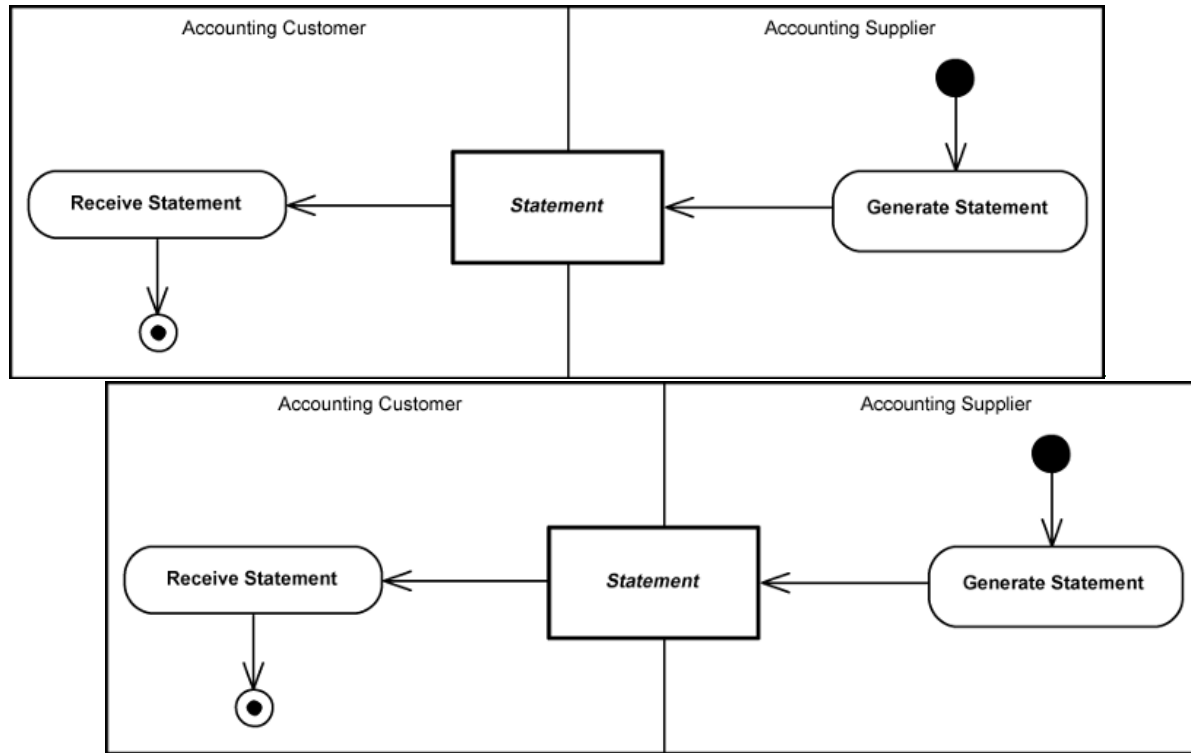 Accounting Customer
Accounting Supplier
Receive Statement
Statement
Generate Statement
Accounting Customer
Accounting Supplier
Receive Statement
Statement
Generate Statement